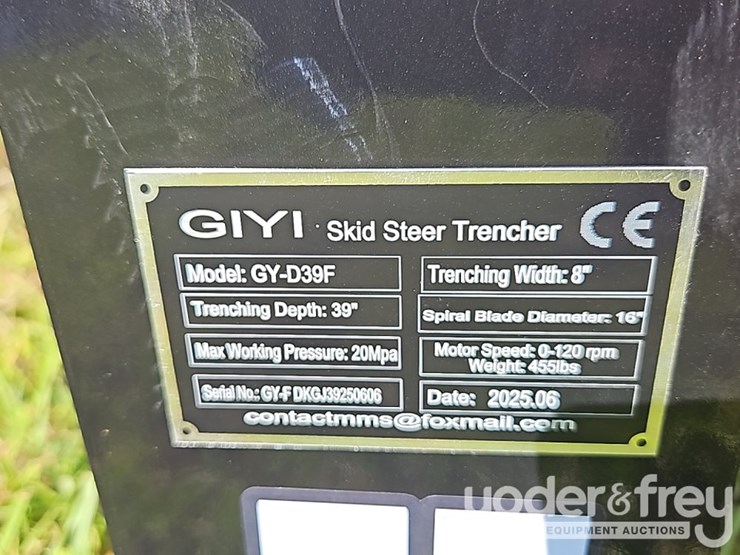 GIYI Skid Steer Trencher CE
Model: GY-D39F
Trenching Width: 8"
Trenching Depth: 39"
Spiral Blade Diameter: 16"
Max Working Pressure: 20Mpa
Motor Speed: 0-120 rpm
Weight: 455lbs
Serial No.: GY-F DKGJ39250606
Date: 2025.06
contactmms@foxmail.com
yoder&frey
EQUIPMENT AUCTIONS